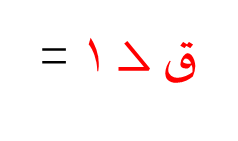 ق د ١ =